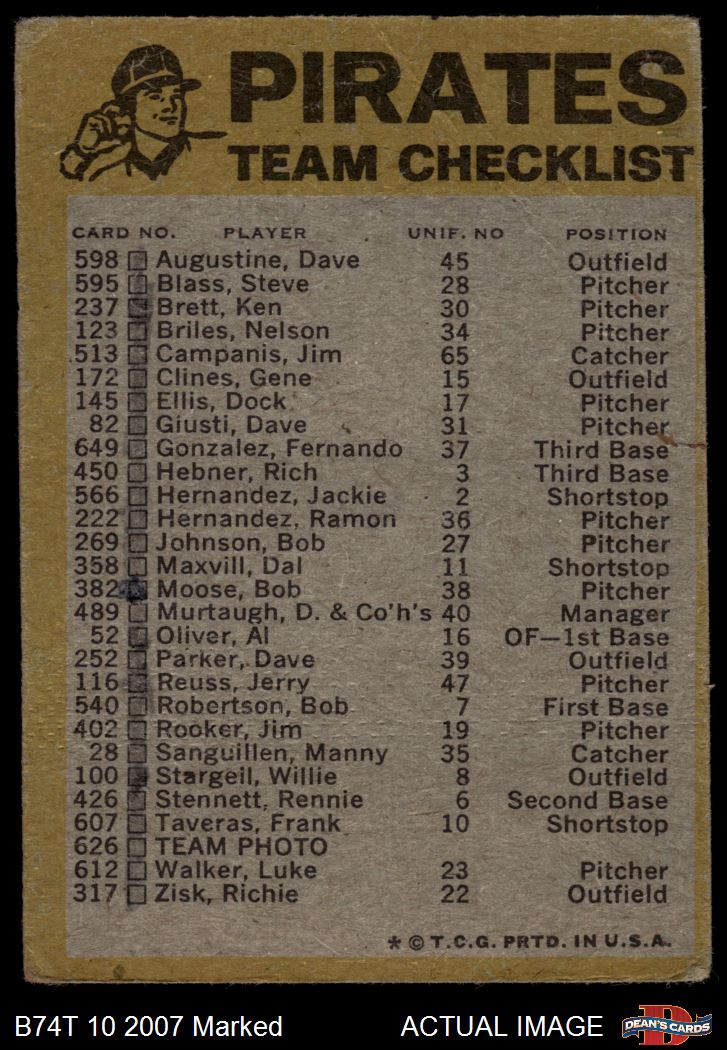 PIRATES
TEAM CHECKLIST
CARD NO. PLAYER UNIF. NO POSITION
598 Augustine, Dave 45 Outfield
595 Blass, Steve 28 Pitcher
237 Brett, Ken 30 Pitcher
123 Briles, Nelson 34 Pitcher
513 Campanis, Jim 65 Catcher
172 Clines, Gene 15 Outfield
145 Ellis, Dock 17 Pitcher
82 Giusti, Dave 31 Pitcher
649 Gonzalez, Fernando 37 Third Base
450 Hebner, Rich 3 Third Base
566 Hernandez, Jackie 2 Shortstop
222 Hernandez, Ramon 36 Pitcher
269 Johnson, Bob 27 Pitcher
358 Maxvill, Dal 11 Shortstop
382 Moose, Bob 38 Pitcher
489 Murtaugh, D. & Co'h's 40 Manager
52 Oliver, Al 16 OF—1st Base
252 Parker, Dave 39 Outfield
116 Reuss, Jerry 47 Pitcher
540 Robertson, Bob 7 First Base
402 Rooker, Jim 19 Pitcher
28 Sanguillen, Manny 35 Catcher
100 Stargell, Willie 8 Outfield
426 Stennett, Rennie 6 Second Base
607 Taveras, Frank 10 Shortstop
626 TEAM PHOTO
612 Walker, Luke 23 Pitcher
317 Zisk, Richie 22 Outfield
* © T.C.G. PRTD. IN U.S.A.
B74T 10 2007 Marked ACTUAL IMAGE
DEAN'S CARDS